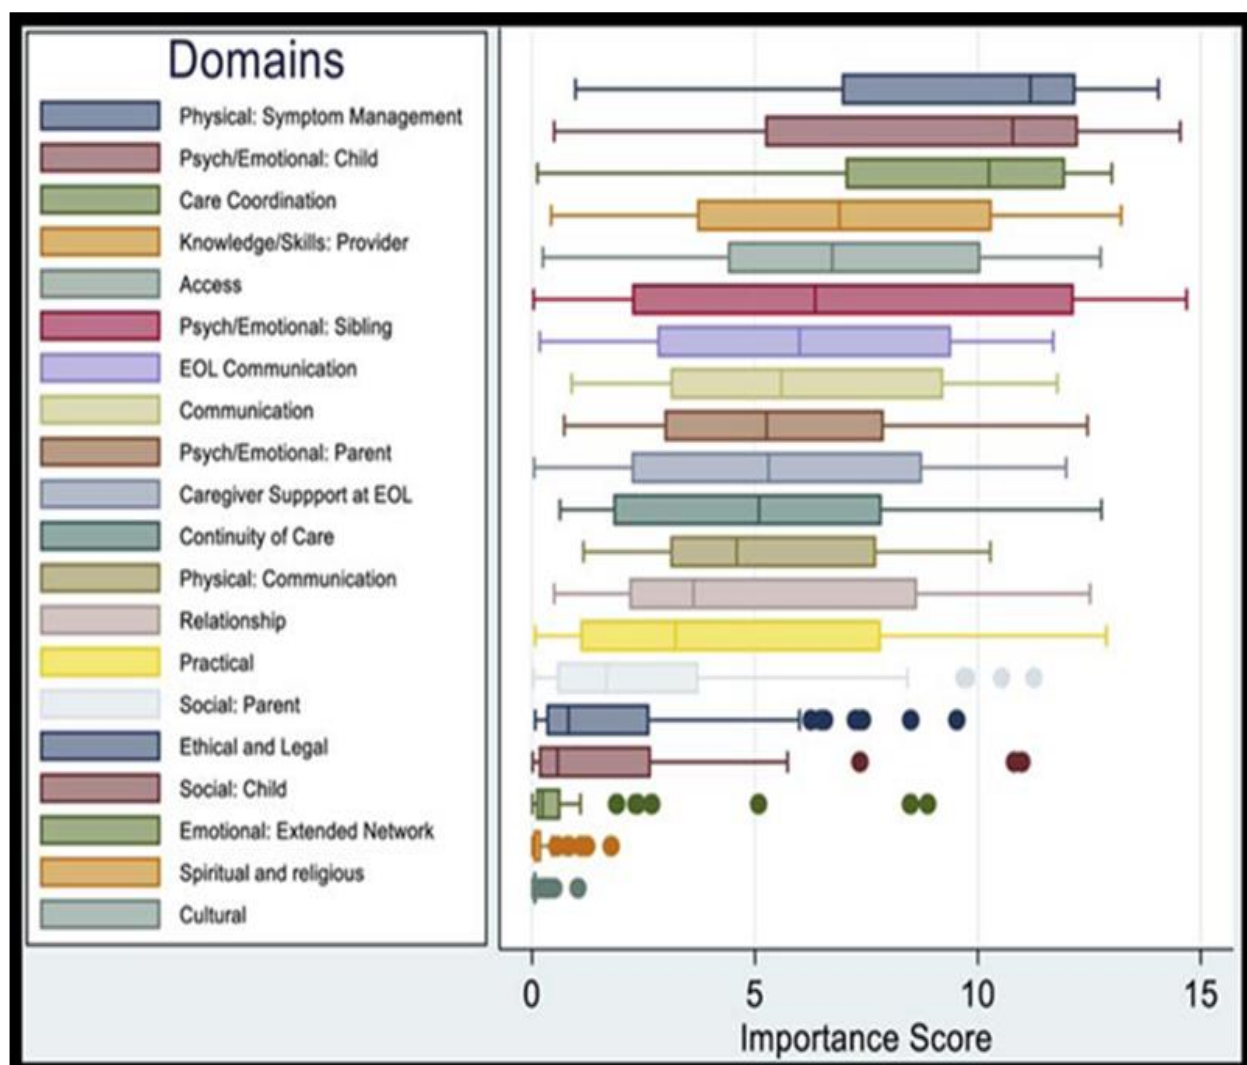 Domains
Physical: Symptom Management
Psych/Emotional: Child
Care Coordination
Knowledge/Skills: Provider
Access
Psych/Emotional: Sibling
EOL Communication
Communication
Psych/Emotional: Parent
Caregiver Suppport at EOL
Continuity of Care
Physical: Communication
Relationship
Practical
Social: Parent
Ethical and Legal
Social: Child
Emotional: Extended Network
Spiritual and religious
Cultural
0 5 10 15
Importance Score